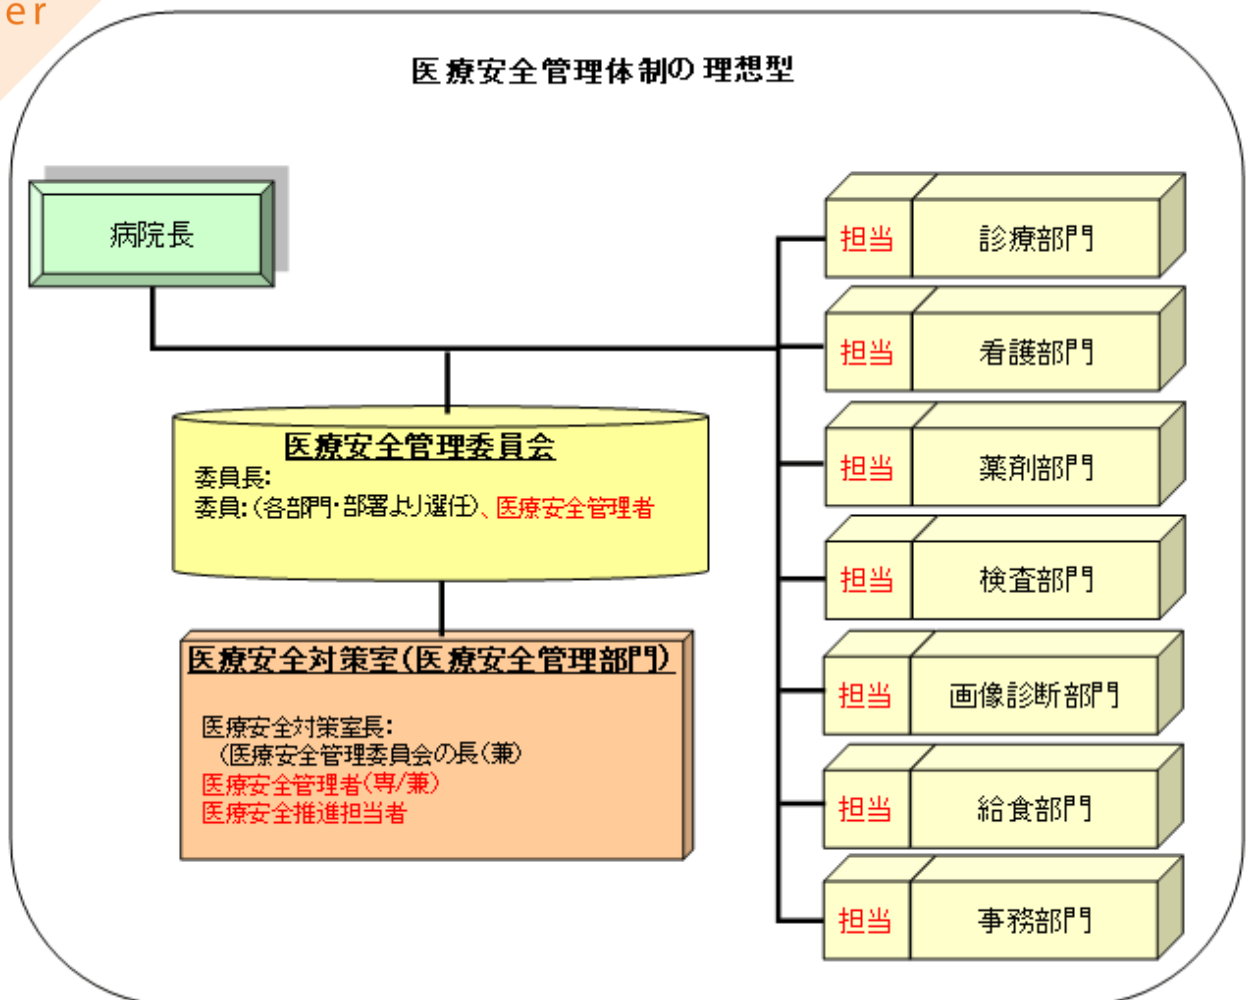 er
医療安全管理体制の理想型
病院長
医療安全管理委員会
委員長:
委員:(各部門・部署より選任)、医療安全管理者
医療安全対策室(医療安全管理部門)
医療安全対策室長:
(医療安全管理委員会の長(兼)
医療安全管理者(専/兼)
医療安全推進担当者
担当 診療部門
担当 看護部門
担当 薬剤部門
担当 検査部門
担当 画像診断部門
担当 給食部門
担当 事務部門